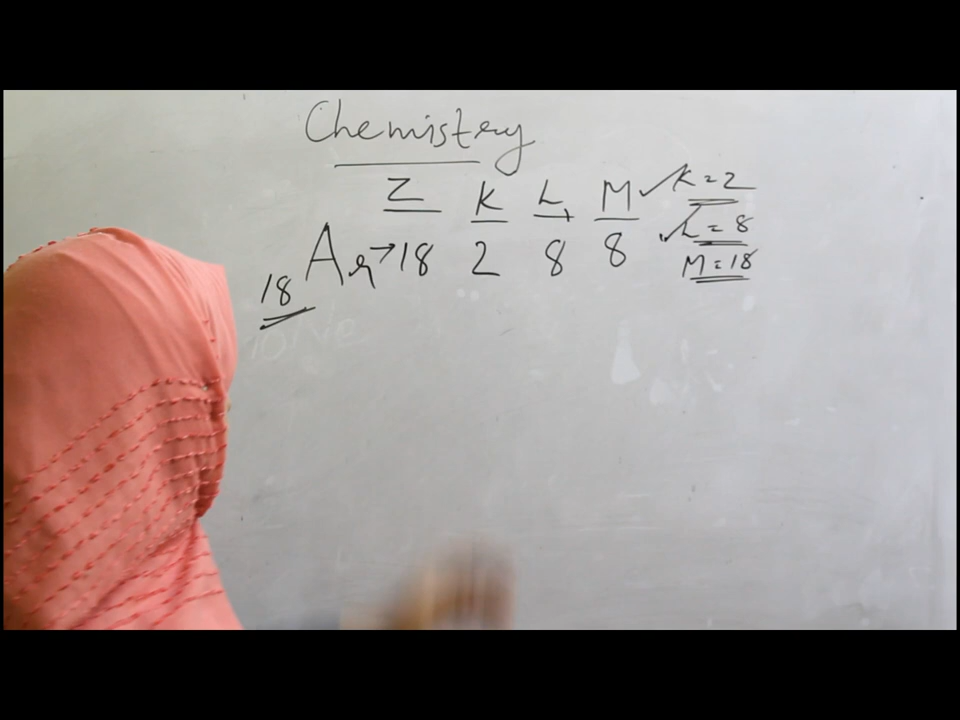 Chemistry
Z K L M ✓ K = 2
18 Ar → 18 2 8 8 ✓ L = 8
M = 18